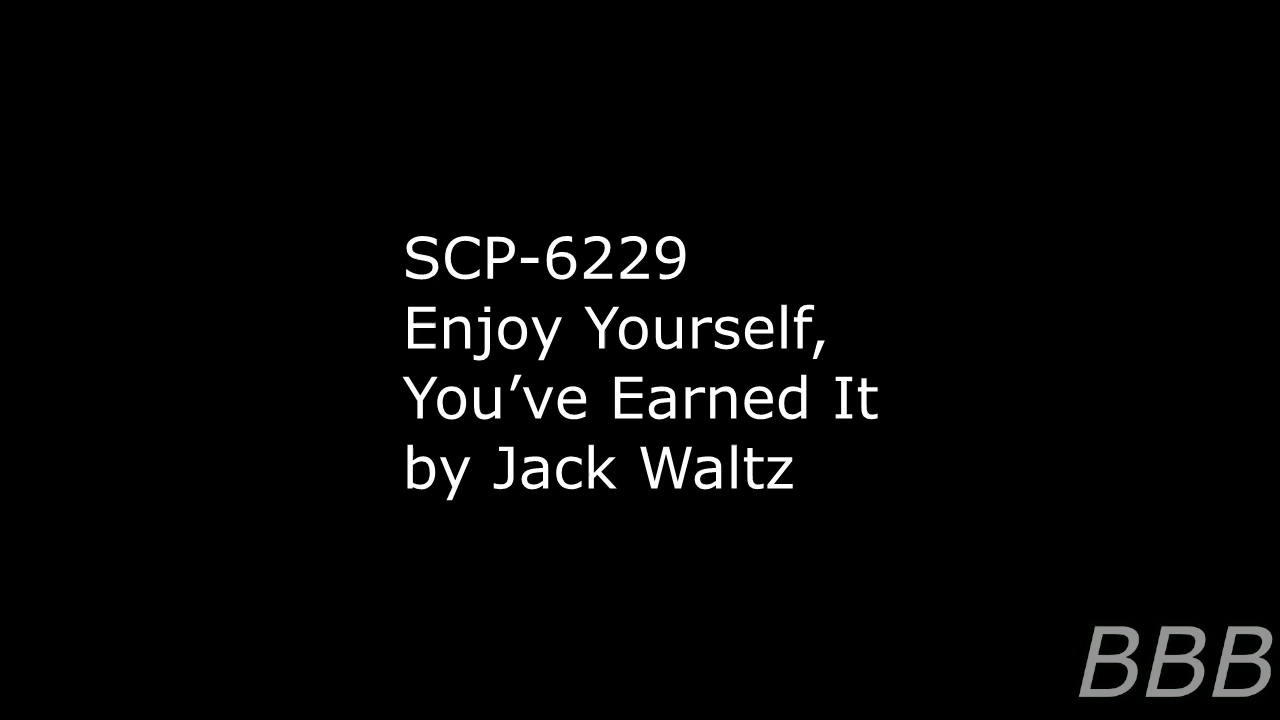 SCP-6229
Enjoy Yourself,
You’ve Earned It
by Jack Waltz
BBB